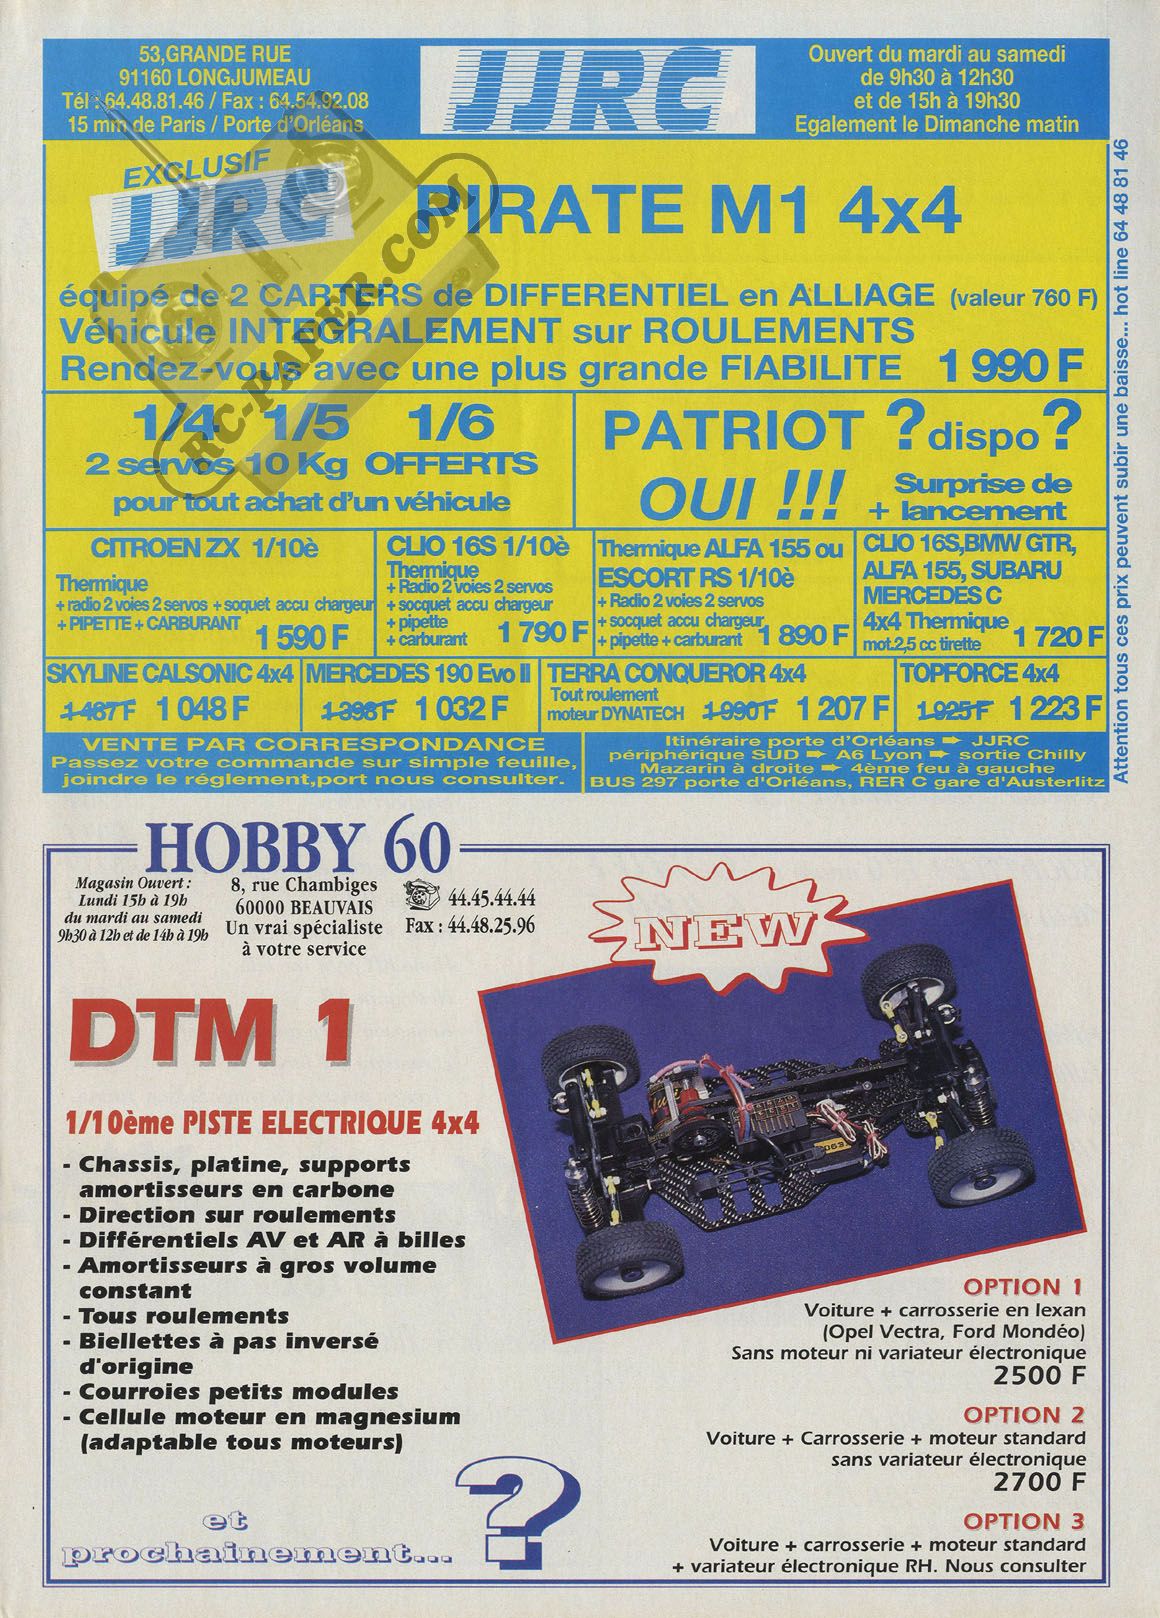 53,GRANDE RUE
91160 LONGJUMEAU
Tél : 64.48.81.46 / Fax : 64.54.92.08
15 mm de Paris / Porte d'Orléans
JJRC
Ouvert du mardi au samedi
de 9h30 à 12h30
et de 15h à 19h30
Egalement le Dimanche matin
EXCLUSIF
JJRC
PIRATE M1 4x4
équipé de 2 CARTERS de DIFFERENTIEL en ALLIAGE (valeur 760 F)
Véhicule INTEGRALEMENT sur ROULEMENTS
Rendez-vous avec une plus grande FIABILITE 1 990 F
RC-PAPER.COM
1/4 1/5 1/6
2 servos 10 Kg OFFERTS
pour tout achat d'un véhicule
PATRIOT ? dispo ?
OUI !!! + Surprise de
lancement
CITROEN ZX 1/10è
Thermique
+ radio 2 voies 2 servos + soquet accu chargeur
+ PIPETTE + CARBURANT 1 590 F
CLIO 16S 1/10è
Thermique
+ Radio 2 voies 2 servos
+ socquet accu chargeur
+ pipette
+ carburant 1 790 F
Thermique ALFA 155 ou
ESCORT RS 1/10è
+ Radio 2 voies 2 servos
+ socquet accu chargeur
+ pipette + carburant 1 890 F
CLIO 16S,BMW GTR,
ALFA 155, SUBARU
MERCEDES C
4x4 Thermique
mot.2,5 cc tirette 1 720 F
SKYLINE CALSONIC 4x4
1 487 F 1 048 F
MERCEDES 190 Evo II
1 398 F 1 032 F
TERRA CONQUEROR 4x4
Tout roulement
moteur DYNATECH 1 990 F 1 207 F
TOPFORCE 4x4
1 925 F 1 223 F
VENTE PAR CORRESPONDANCE
Passez votre commande sur simple feuille,
joindre le réglement,port nous consulter.
Itinéraire porte d'Orléans ➨ JJRC
périphérique SUD ➨ A6 Lyon ➨ sortie Chilly
Mazarin à droite ➨ 4ème feu à gauche
BUS 297 porte d'Orléans, RER C gare d'Austerlitz
Attention tous ces prix peuvent subir une baisse... hot line 64 48 81 46
HOBBY 60
Magasin Ouvert :
Lundi 15h à 19h
du mardi au samedi
9h30 à 12h et de 14h à 19h
8, rue Chambiges
60000 BEAUVAIS
Un vrai spécialiste
à votre service
44.45.44.44
Fax : 44.48.25.96
NEW
DTM 1
1/10ème PISTE ELECTRIQUE 4x4
- Chassis, platine, supports
amortisseurs en carbone
- Direction sur roulements
- Différentiels AV et AR à billes
- Amortisseurs à gros volume
constant
- Tous roulements
- Biellettes à pas inversé
d'origine
- Courroies petits modules
- Cellule moteur en magnesium
(adaptable tous moteurs)
et
prochainement... ?
OPTION 1
Voiture + carrosserie en lexan
(Opel Vectra, Ford Mondéo)
Sans moteur ni variateur électronique
2500 F
OPTION 2
Voiture + Carrosserie + moteur standard
sans variateur électronique
2700 F
OPTION 3
Voiture + carrosserie + moteur standard
+ variateur électronique RH. Nous consulter